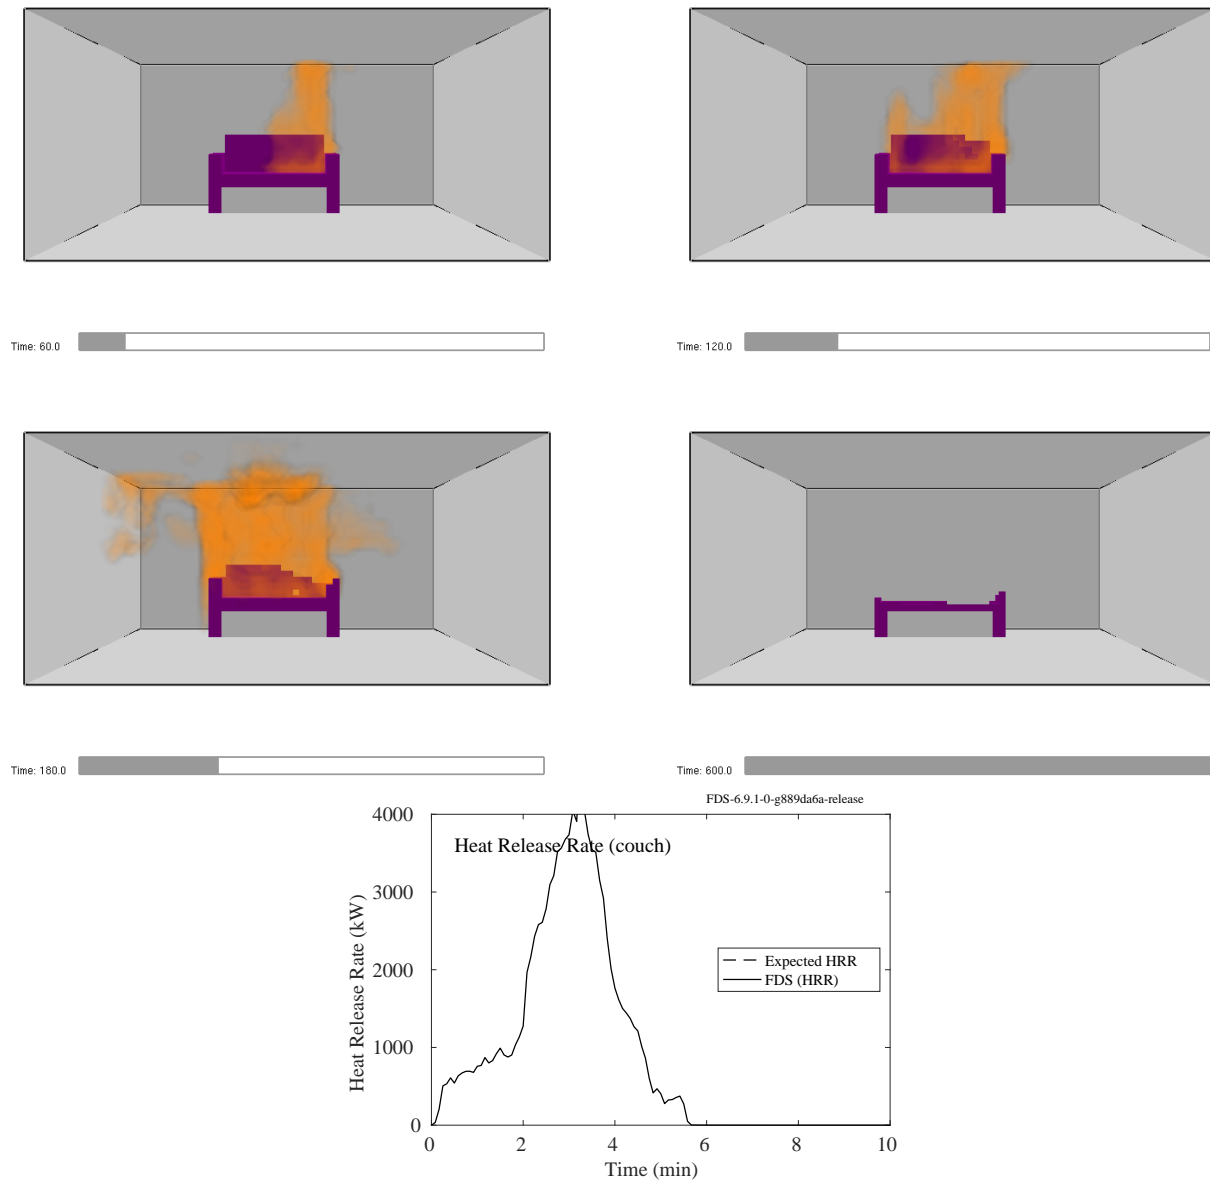 Time: 60.0
Time: 120.0
Time: 180.0
Time: 600.0
FDS-6.9.1-0-g889da6a-release
Heat Release Rate (couch)
4000
3000
2000
1000
0
Heat Release Rate (kW)
Expected HRR
FDS (HRR)
0 2 4 6 8 10
Time (min)